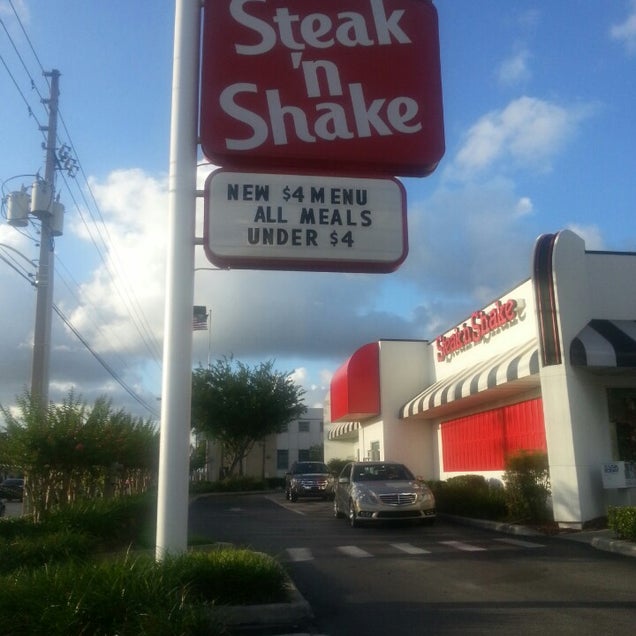 Steak
'n
Shake
NEW $4 MENU
ALL MEALS
UNDER $4
Steak'n Shake